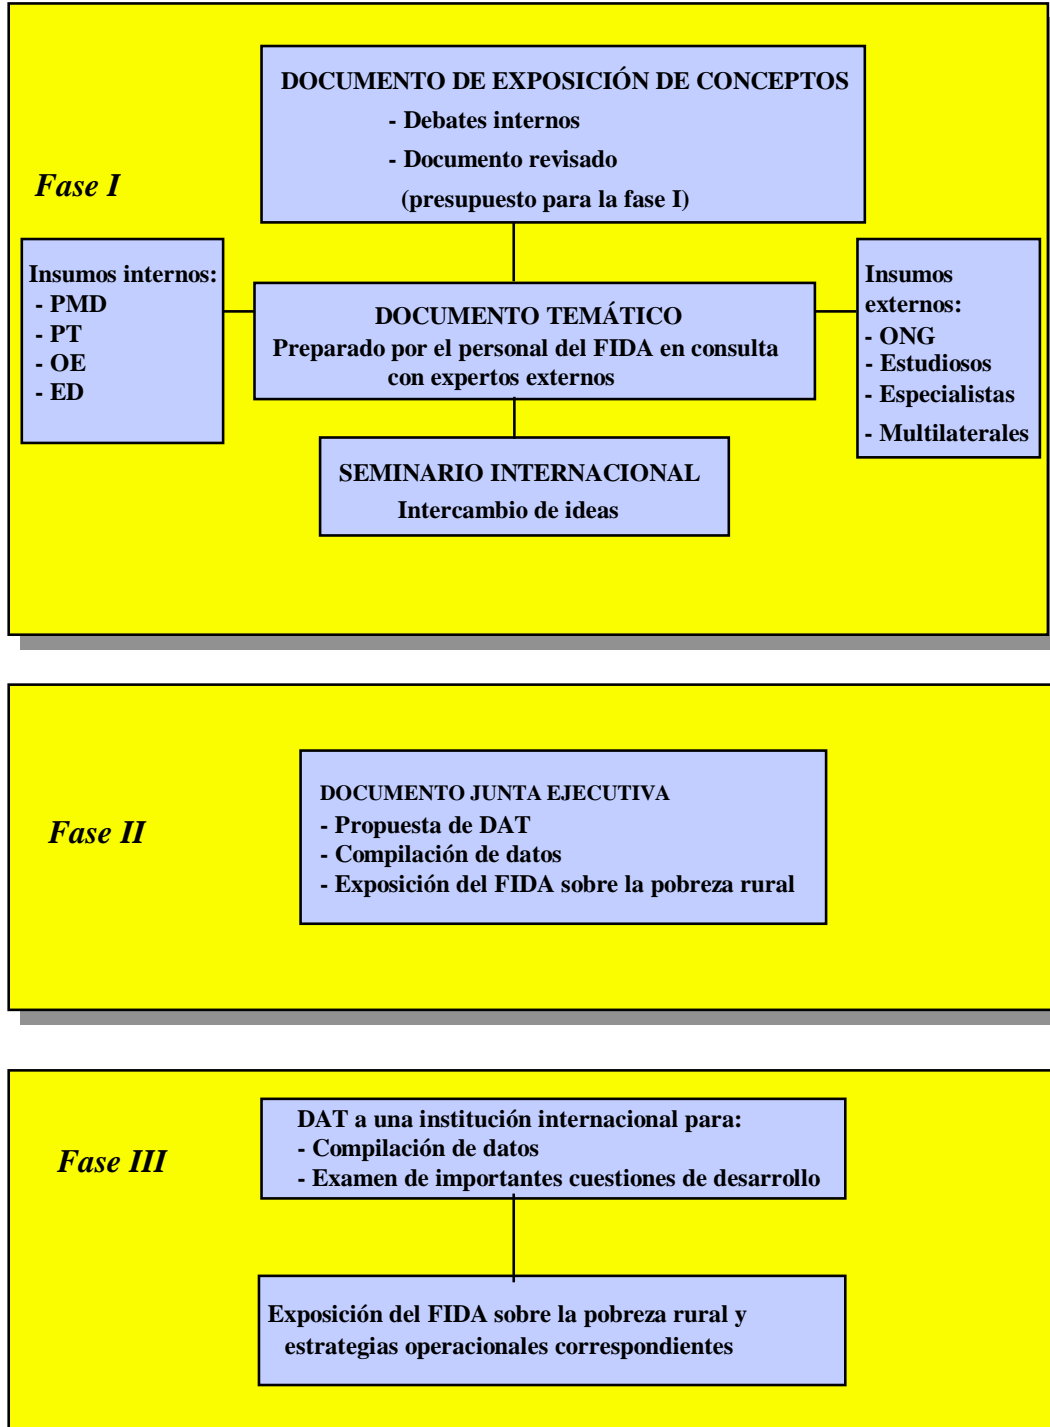 DOCUMENTO DE EXPOSICIÓN DE CONCEPTOS
- Debates internos
- Documento revisado
(presupuesto para la fase I)
Fase I
Insumos internos:
- PMD
- PT
- OE
- ED
DOCUMENTO TEMÁTICO
Preparado por el personal del FIDA en consulta
con expertos externos
Insumos
externos:
- ONG
- Estudiosos
- Especialistas
- Multilaterales
SEMINARIO INTERNACIONAL
Intercambio de ideas
Fase II
DOCUMENTO JUNTA EJECUTIVA
- Propuesta de DAT
- Compilación de datos
- Exposición del FIDA sobre la pobreza rural
Fase III
DAT a una institución internacional para:
- Compilación de datos
- Examen de importantes cuestiones de desarrollo
Exposición del FIDA sobre la pobreza rural y
estrategias operacionales correspondientes